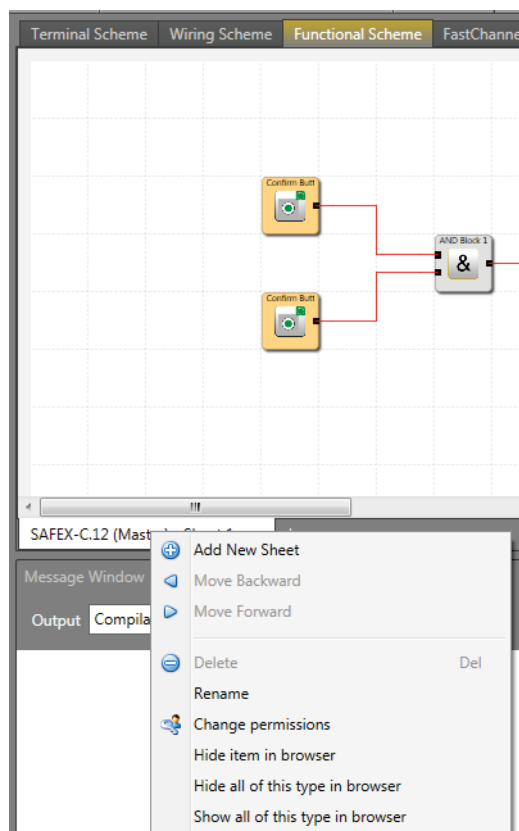 Terminal Scheme Wiring Scheme Functional Scheme FastChanne
Confirm Butt
AND Block 1
&
Confirm Butt
SAFEX-C.12 (Mast
Message Window
Output Compila
Add New Sheet
Move Backward
Move Forward
Delete Del
Rename
Change permissions
Hide item in browser
Hide all of this type in browser
Show all of this type in browser